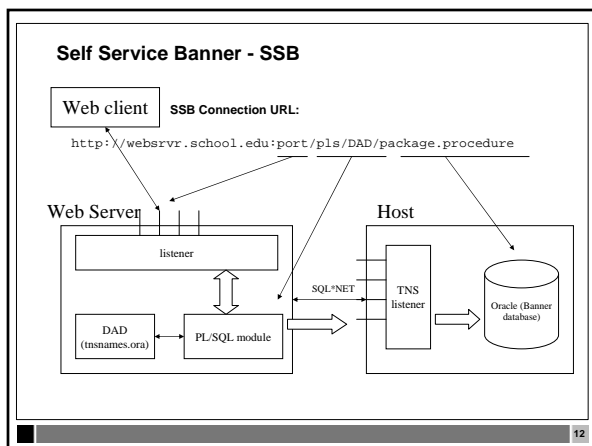 Self Service Banner - SSB
Web client
SSB Connection URL:
http://websrvr.school.edu:port/pls/DAD/package.procedure
Web Server
Host
listener
SQL*NET
TNS
listener
Oracle (Banner
database)
DAD
(tnsnames.ora)
PL/SQL module
12